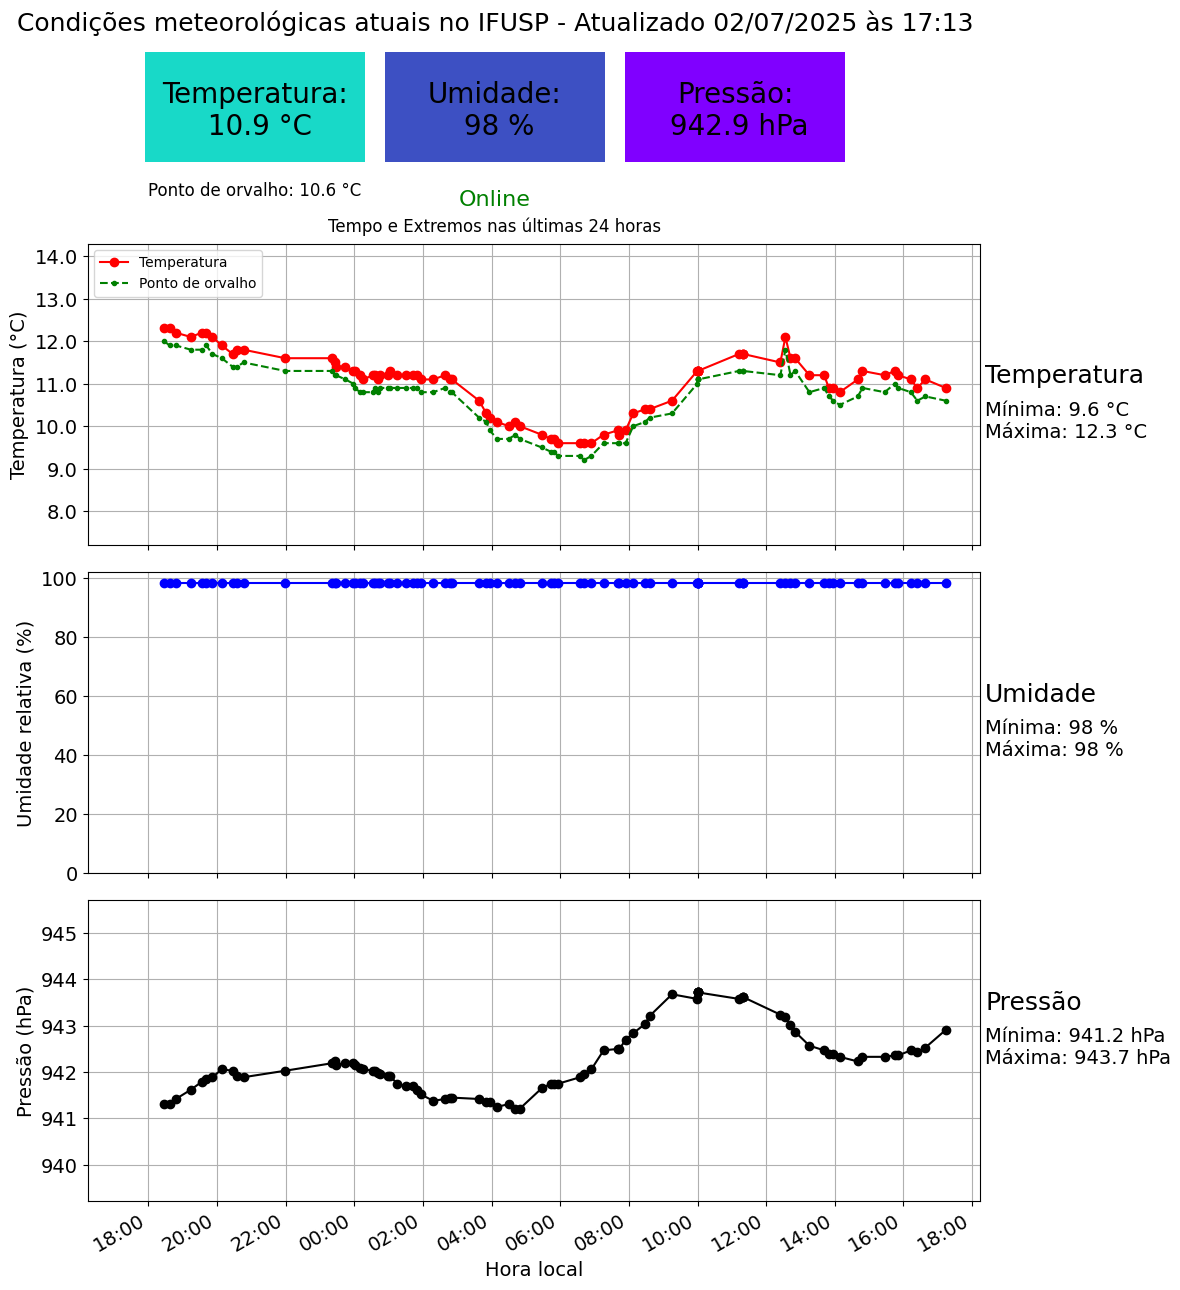 Condições meteorológicas atuais no IFUSP - Atualizado 02/07/2025 às 17:13
Temperatura:
10.9 °C
Umidade:
98 %
Pressão:
942.9 hPa
Ponto de orvalho: 10.6 °C
Online
Tempo e Extremos nas últimas 24 horas
Temperatura
Ponto de orvalho
Temperatura (°C)
14.0
13.0
12.0
11.0
10.0
9.0
8.0
Temperatura
Mínima: 9.6 °C
Máxima: 12.3 °C
Umidade relativa (%)
100
80
60
40
20
0
Umidade
Mínima: 98 %
Máxima: 98 %
Pressão (hPa)
945
944
943
942
941
940
Pressão
Mínima: 941.2 hPa
Máxima: 943.7 hPa
18:00
20:00
22:00
00:00
02:00
04:00
06:00
08:00
10:00
12:00
14:00
16:00
18:00
Hora local